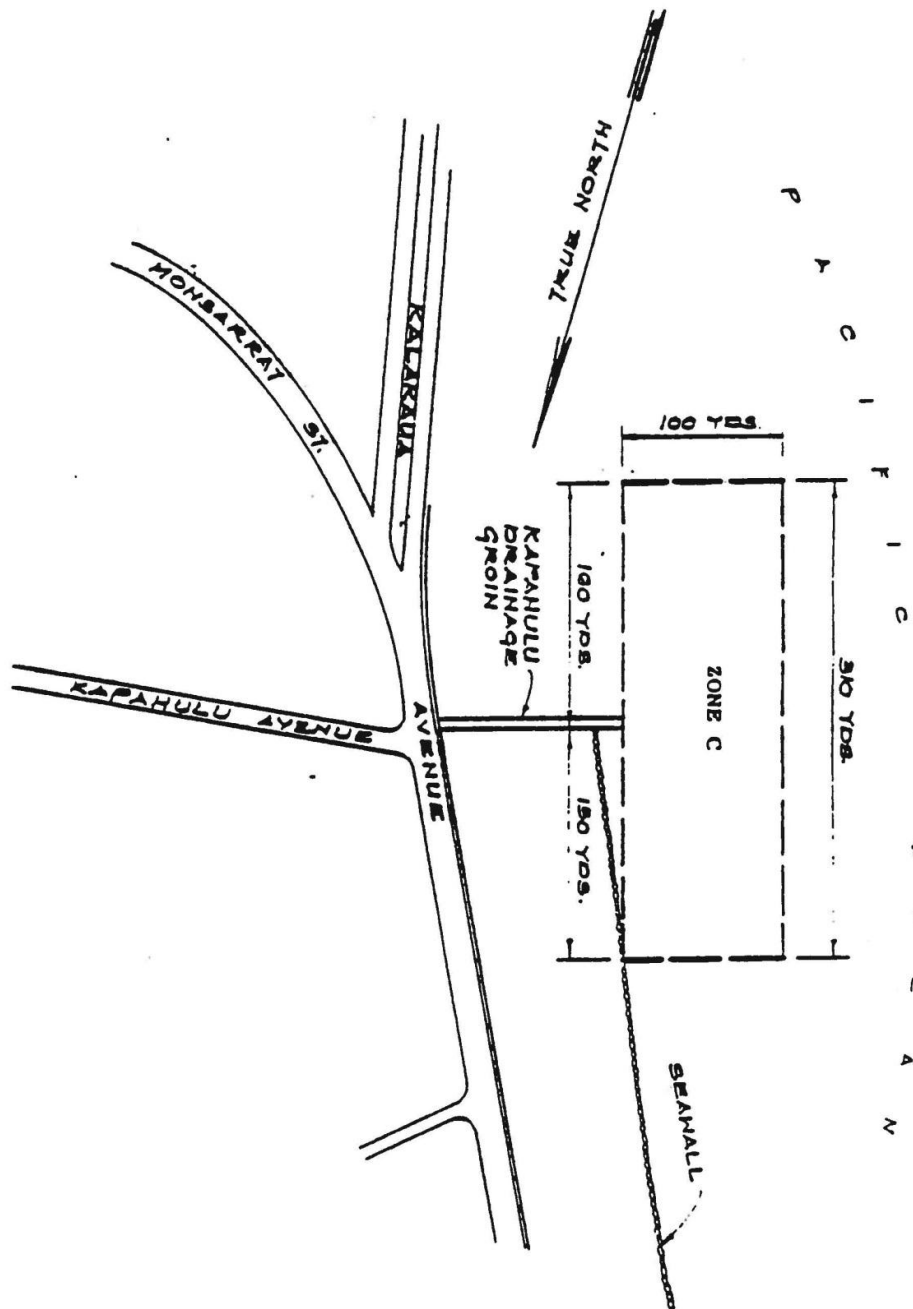 PACIFIC
TRUE NORTH
100 YDS.
310 YDS.
ZONE C
160 YDS.
150 YDS.
KAPAHULU
DRAINAGE
GROIN
SEAWALL
KALAKAUA
AVENUE
MONSARRAT ST.
KAPAHULU AVENUE